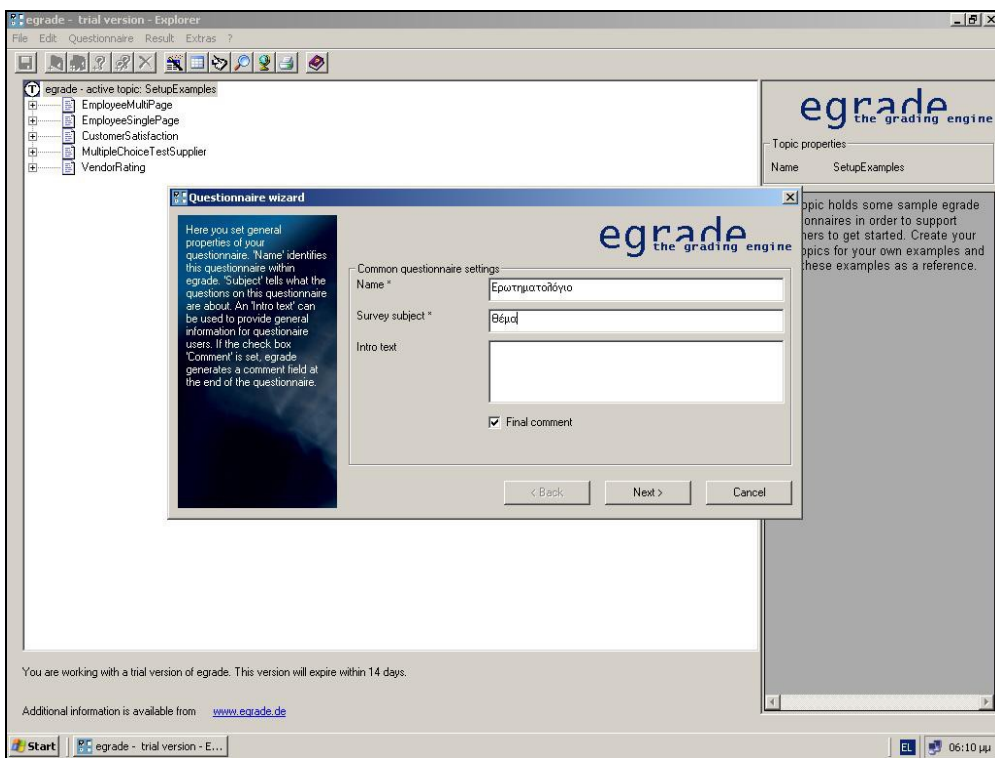 egrade - trial version - Explorer
File Edit Questionnaire Result Extras ?
egrade - active topic: SetupExamples
EmployeeMultiPage
EmployeeSinglePage
CustomerSatisfaction
MultipleChoiceTestSupplier
VendorRating
egrade
the grading engine
Topic properties
Name SetupExamples
opic holds some sample egrade
onnaires in order to support
ners to get started. Create your
opics for your own examples and
these examples as a reference.
Questionnaire wizard
Here you set general
properties of your
questionnaire. 'Name' identifies
this questionnaire within
egrade. 'Subject' tells what the
questions on this questionnaire
are about. An 'Intro text' can
be used to provide general
information for questionaire
users. If the check box
'Comment' is set, egrade
generates a comment field at
the end of the questionnaire.
egrade
the grading engine
Common questionnaire settings
Name * Ερωτηματολόγιο
Survey subject * Θέμα
Intro text
Final comment
< Back Next > Cancel
You are working with a trial version of egrade. This version will expire within 14 days.
Additional information is available from www.egrade.de
Start egrade - trial version - E... EL 06:10 μμ